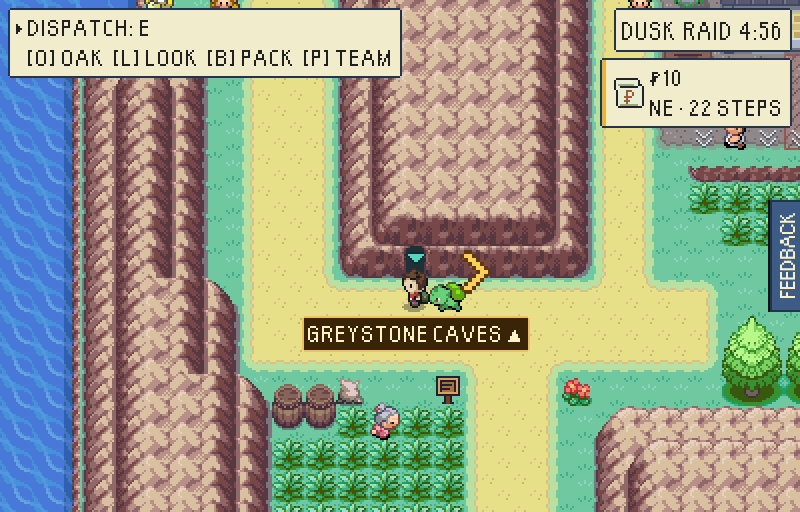 DISPATCH: E
[O]OAK [L]LOOK [B]PACK [P]TEAM
DUSK RAID 4:56
₽10
NE · 22 STEPS
FEEDBACK
GREYSTONE CAVES ▲